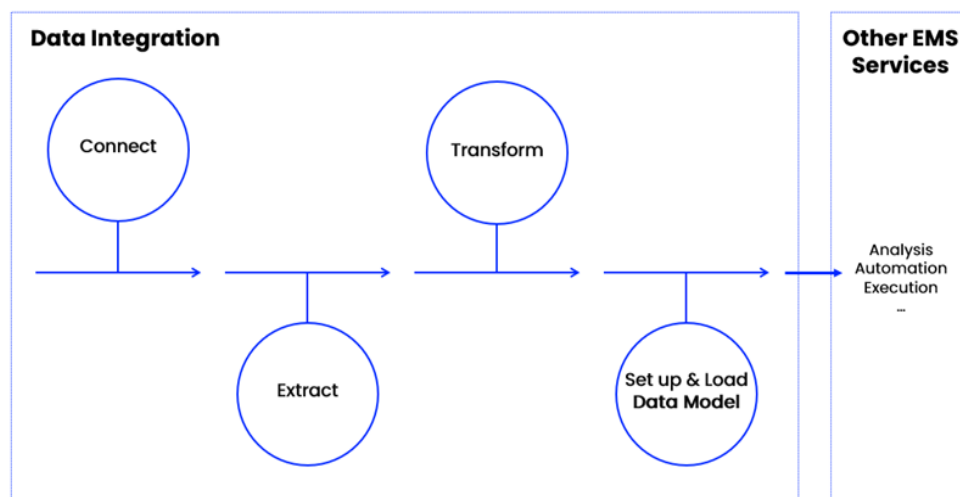 Data Integration
Connect
Extract
Transform
Set up & Load
Data Model
Other EMS
Services
Analysis
Automation
Execution
...